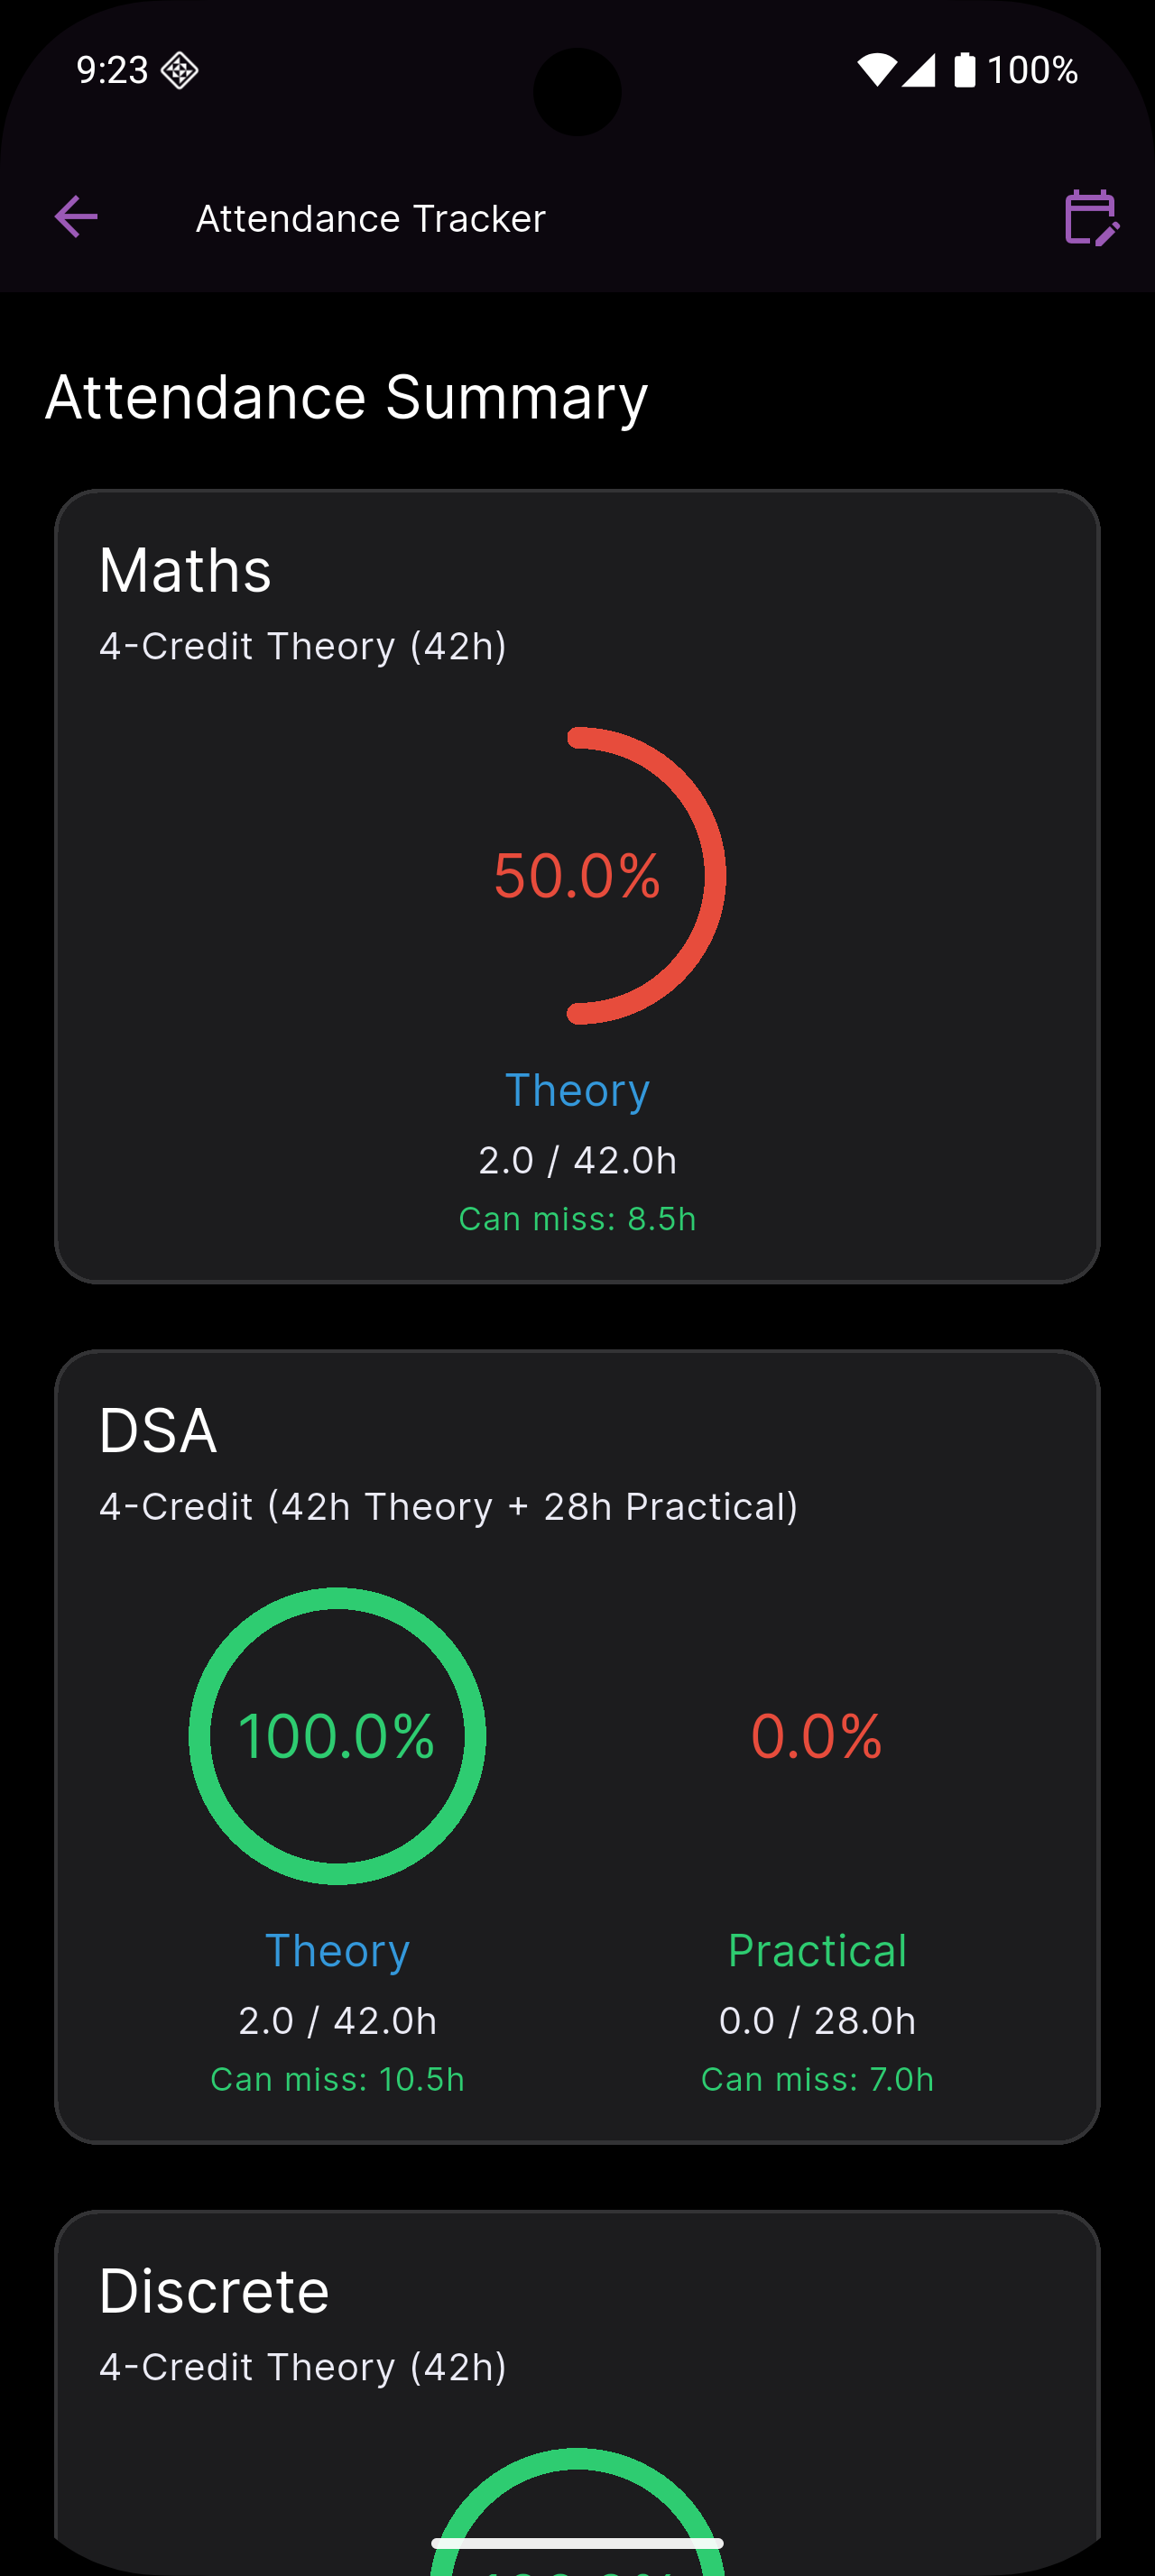 9:23
100%
Attendance Tracker
Attendance Summary
Maths
4-Credit Theory (42h)
50.0%
Theory
2.0 / 42.0h
Can miss: 8.5h
DSA
4-Credit (42h Theory + 28h Practical)
100.0%
0.0%
Theory
Practical
2.0 / 42.0h
0.0 / 28.0h
Can miss: 10.5h
Can miss: 7.0h
Discrete
4-Credit Theory (42h)